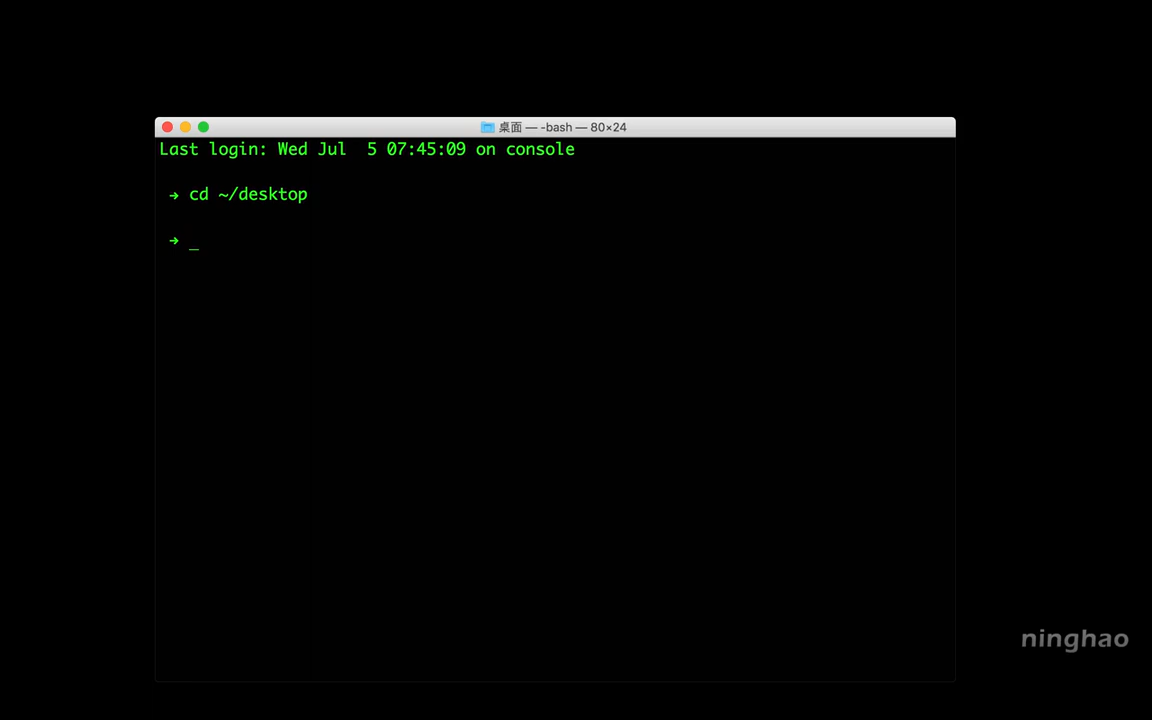 桌面 — -bash — 80×24
Last login: Wed Jul  5 07:45:09 on console
➜ cd ~/desktop
➜ _
ninghao